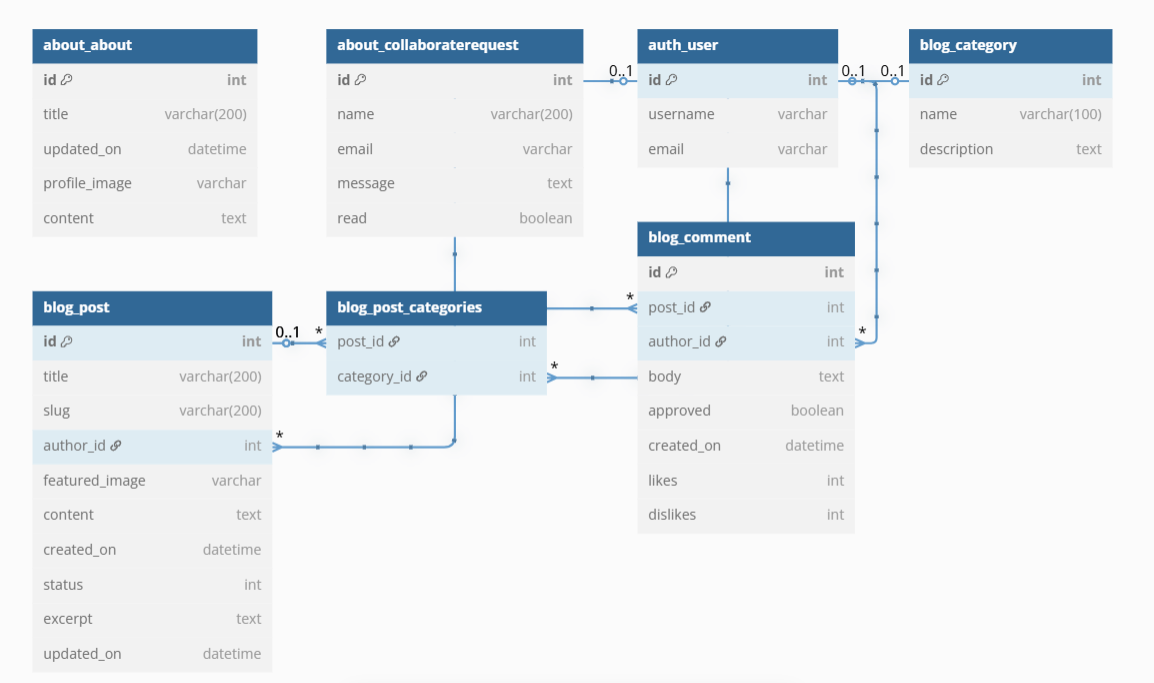 about_about
id int
title varchar(200)
updated_on datetime
profile_image varchar
content text
about_collaboraterequest
id int
name varchar(200)
email varchar
message text
read boolean
0..1
auth_user
id int
username varchar
email varchar
0..1
0..1
blog_category
id int
name varchar(100)
description text
blog_post
id int
title varchar(200)
slug varchar(200)
author_id int
featured_image varchar
content text
created_on datetime
status int
excerpt text
updated_on datetime
0..1
*
*
blog_post_categories
post_id int
category_id int
*
*
blog_comment
id int
post_id int
author_id int
body text
approved boolean
created_on datetime
likes int
dislikes int
*